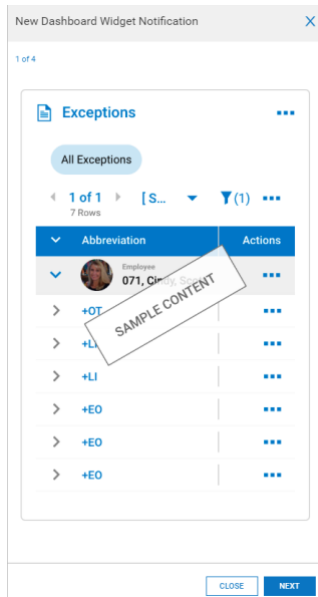 New Dashboard Widget Notification
1 of 4
Exceptions
All Exceptions
1 of 1 [ S...
(1)
7 Rows
Abbreviation Actions
Employee
071, Cindy, Scott
SAMPLE CONTENT
+OT
+LI
+LI
+EO
+EO
+EO
CLOSE NEXT